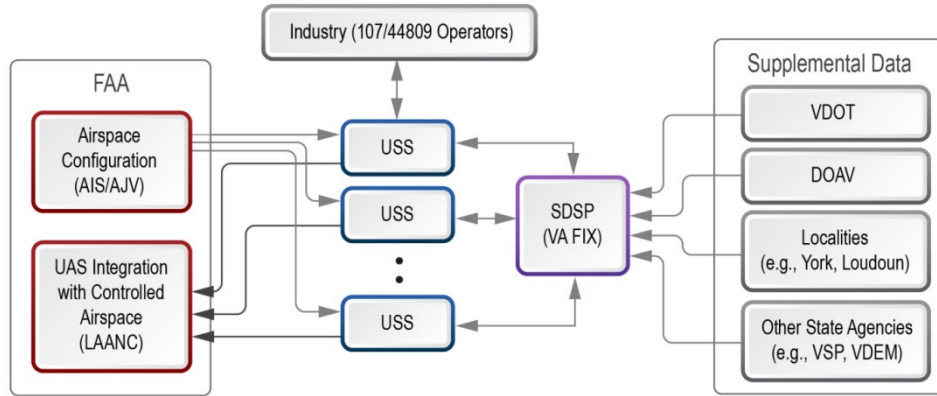 Industry (107/44809 Operators)
FAA
Airspace
Configuration
(AIS/AJV)
UAS Integration
with Controlled
Airspace
(LAANC)
USS
USS
USS
SDSP
(VA FIX)
Supplemental Data
VDOT
DOAV
Localities
(e.g., York, Loudoun)
Other State Agencies
(e.g., VSP, VDEM)